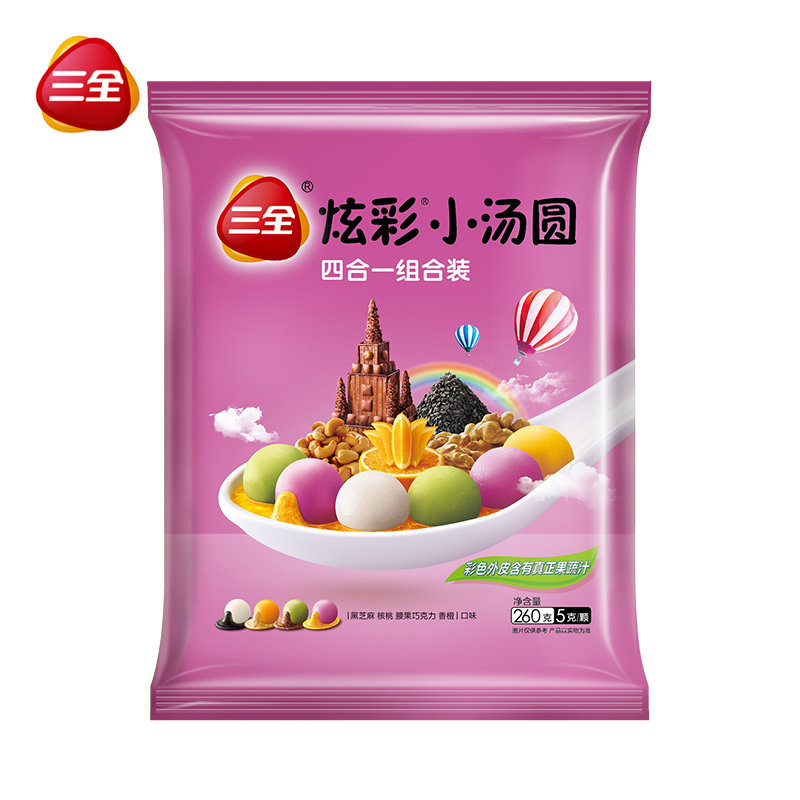 三全
三全®
炫彩®小汤圆
四合一组合装
彩色外皮含有真正果蔬汁
|黑芝麻 核桃 腰果巧克力 香橙|口味
净含量
260克 5克/颗
图片仅供参考 产品以实物为准